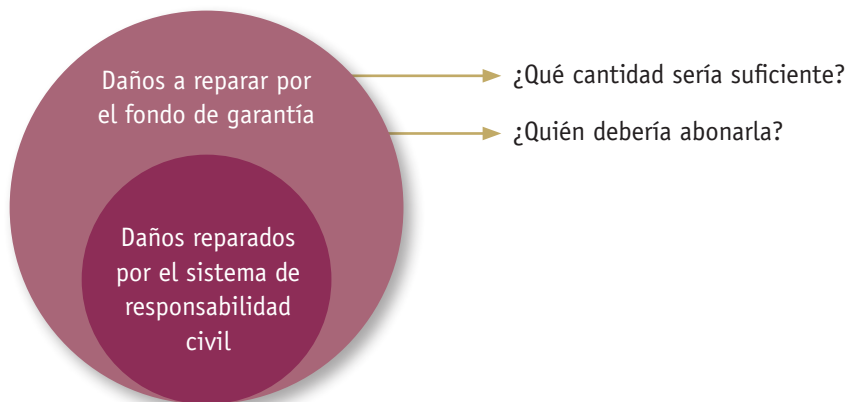 Daños a reparar por
el fondo de garantía
¿Qué cantidad sería suficiente?
¿Quién debería abonarla?
Daños reparados
por el sistema de
responsabilidad
civil